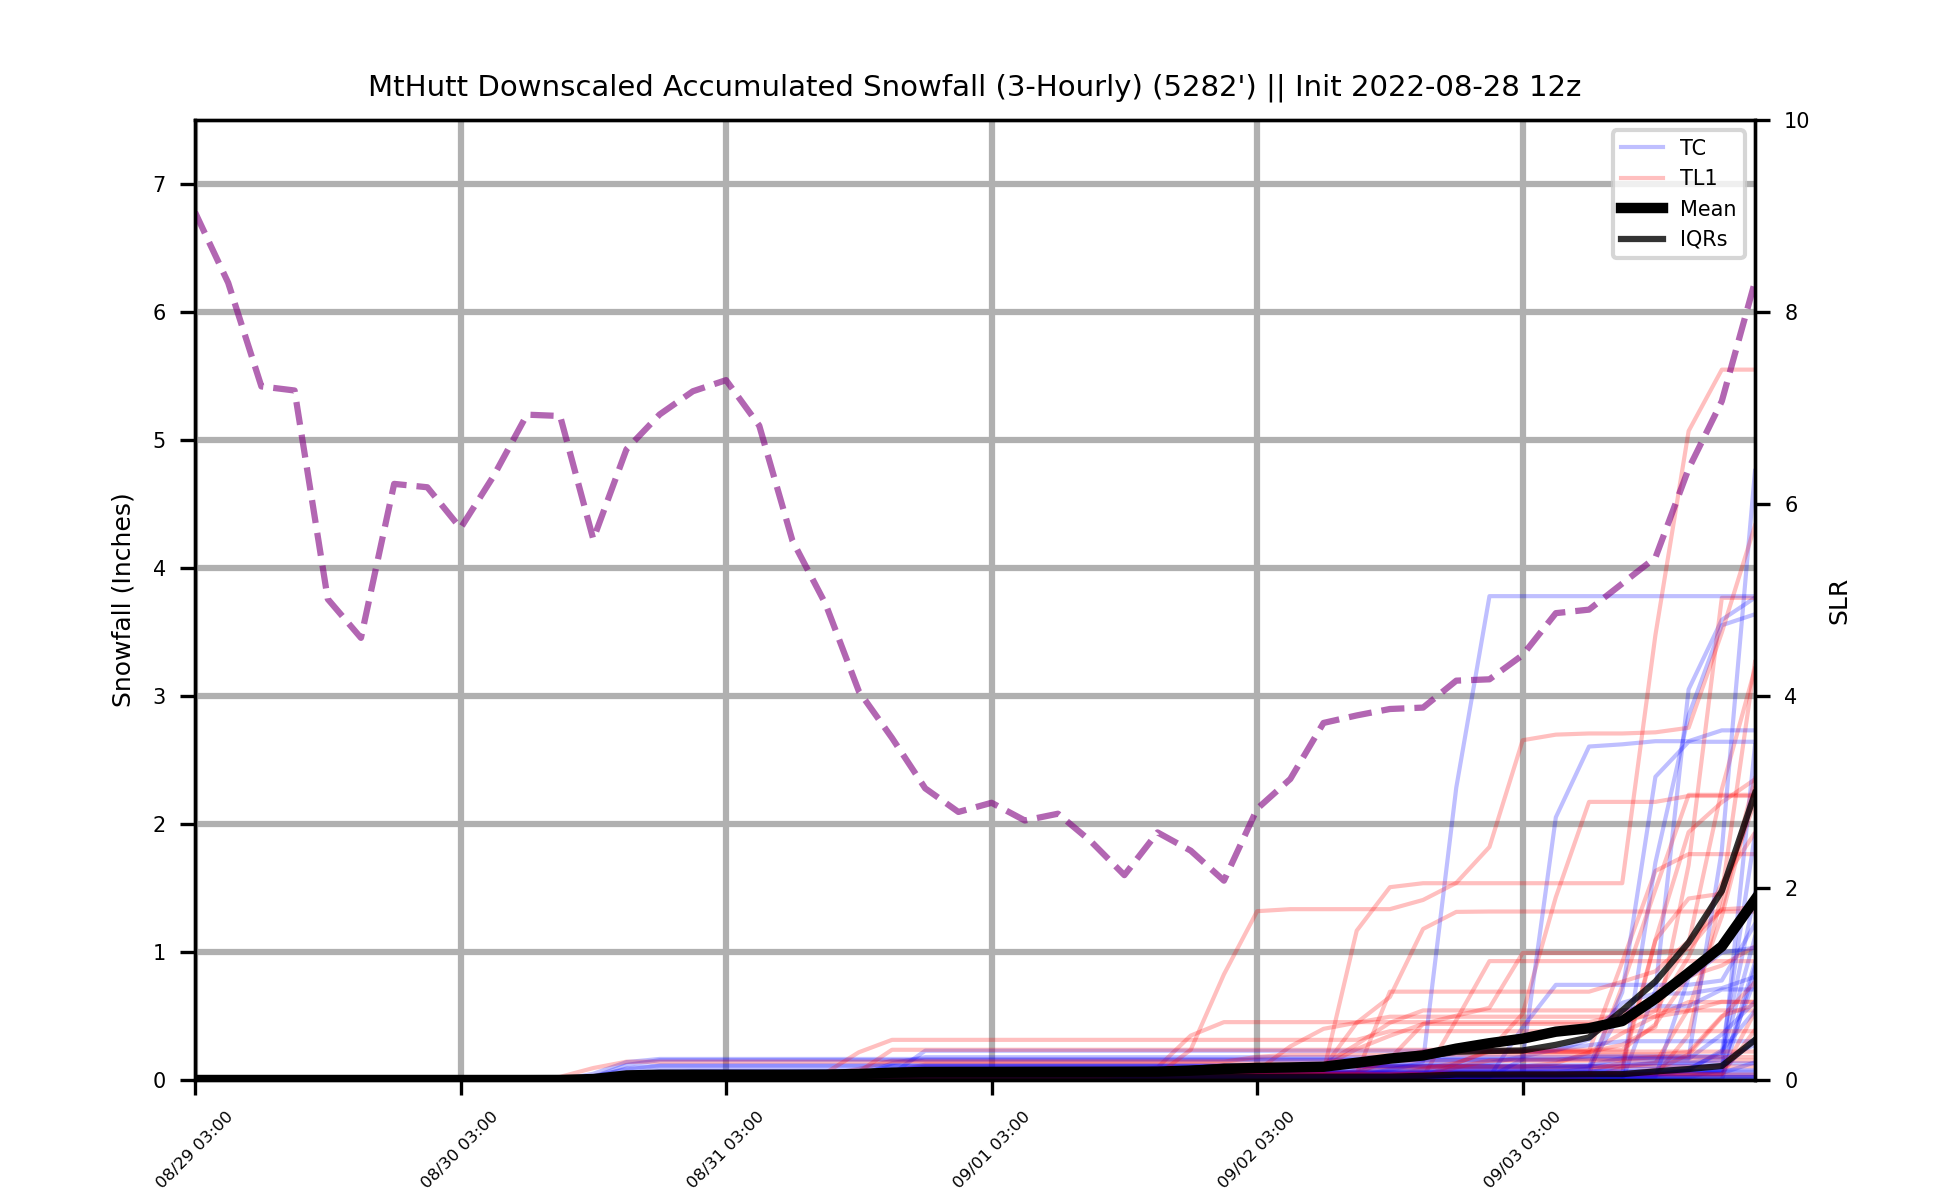 MtHutt Downscaled Accumulated Snowfall (3-Hourly) (5282') || Init 2022-08-28 12z
TC
TL1
Mean
IQRs
Snowfall (Inches)
7
6
5
4
3
2
1
0
10
8
6
4
2
0
SLR
08/29 03:00
08/30 03:00
08/31 03:00
09/01 03:00
09/02 03:00
09/03 03:00